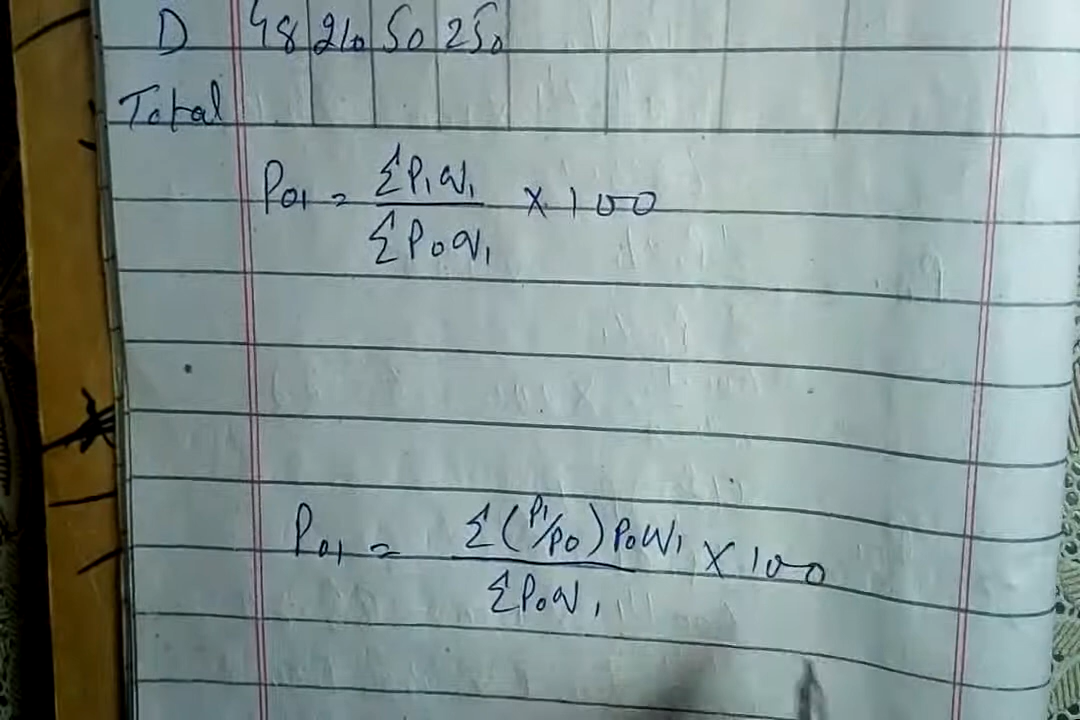 D 48 210 50 250
Total
P01 = ΣP1q1 / ΣP0q1 × 100
P01 = Σ(P1/P0)P0q1 / ΣP0q1 × 100